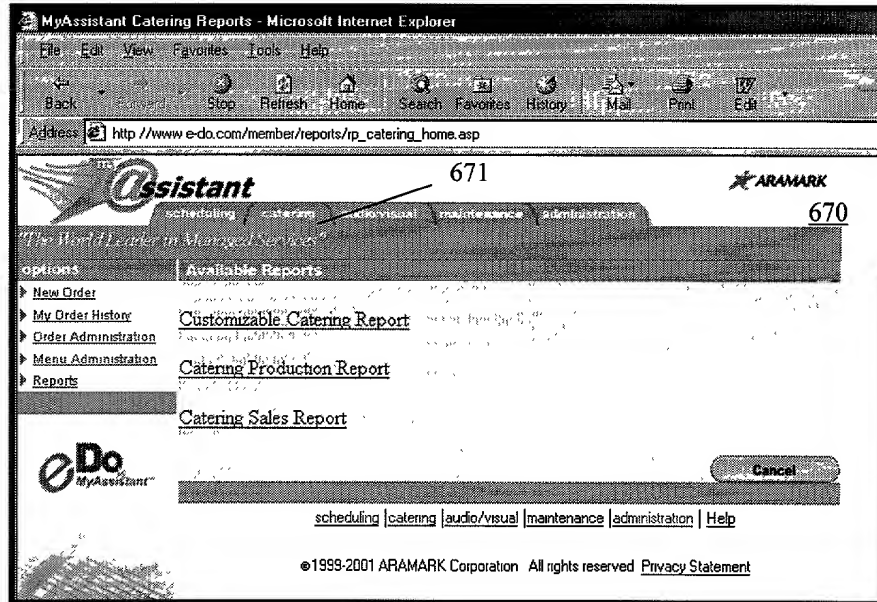 MyAssistant Catering Reports - Microsoft Internet Explorer
File Edit View Favorites Tools Help
Back Forward Stop Refresh Home Search Favorites History Mail Print Edit
Address http //www e-do.com/member/reports/rp_catering_home.asp
my @ssistant 671 ARAMARK
scheduling catering audio/visual maintenance administration 670
"The World Leader in Managed Services"
options Available Reports
New Order
My Order History
Customizable Catering Report
Order Administration
Menu Administration
Catering Production Report
Reports
Catering Sales Report
eDo
MyAssistant™
Cancel
scheduling |catering |audio/visual |maintenance |administration | Help
©1999-2001 ARAMARK Corporation All rights reserved Privacy Statement